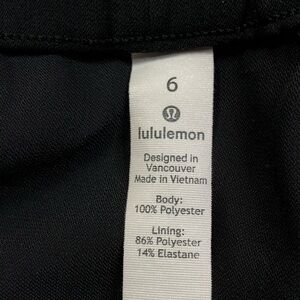 6
lululemon
Designed in
Vancouver
Made in Vietnam
Body:
100% Polyester
Lining:
86% Polyester
14% Elastane